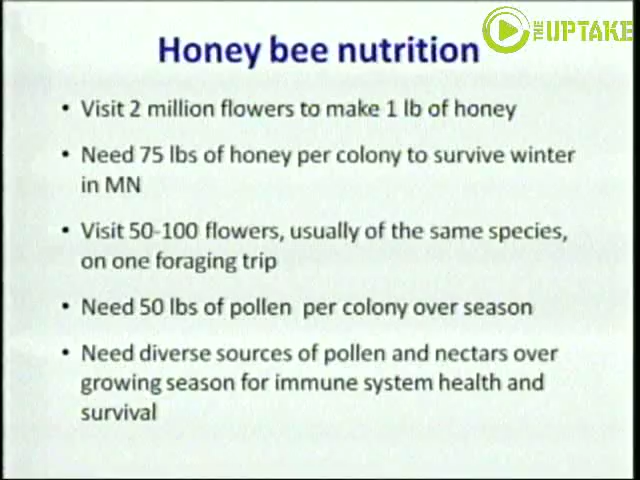 THE UPTAKE
Honey bee nutrition
• Visit 2 million flowers to make 1 lb of honey
• Need 75 lbs of honey per colony to survive winter
in MN
• Visit 50-100 flowers, usually of the same species,
on one foraging trip
• Need 50 lbs of pollen per colony over season
• Need diverse sources of pollen and nectars over
growing season for immune system health and
survival